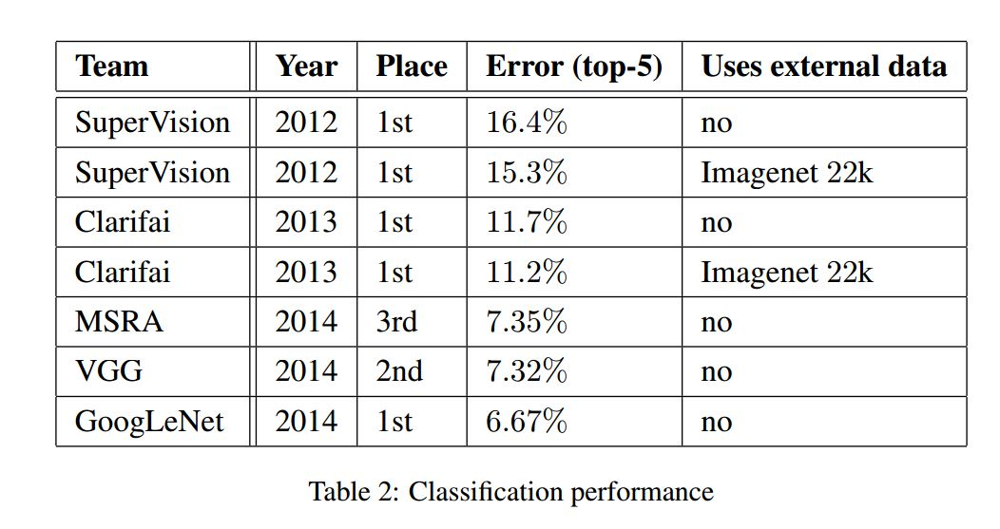 Team Year Place Error (top-5) Uses external data
SuperVision 2012 1st 16.4% no
SuperVision 2012 1st 15.3% Imagenet 22k
Clarifai 2013 1st 11.7% no
Clarifai 2013 1st 11.2% Imagenet 22k
MSRA 2014 3rd 7.35% no
VGG 2014 2nd 7.32% no
GoogLeNet 2014 1st 6.67% no
Table 2: Classification performance